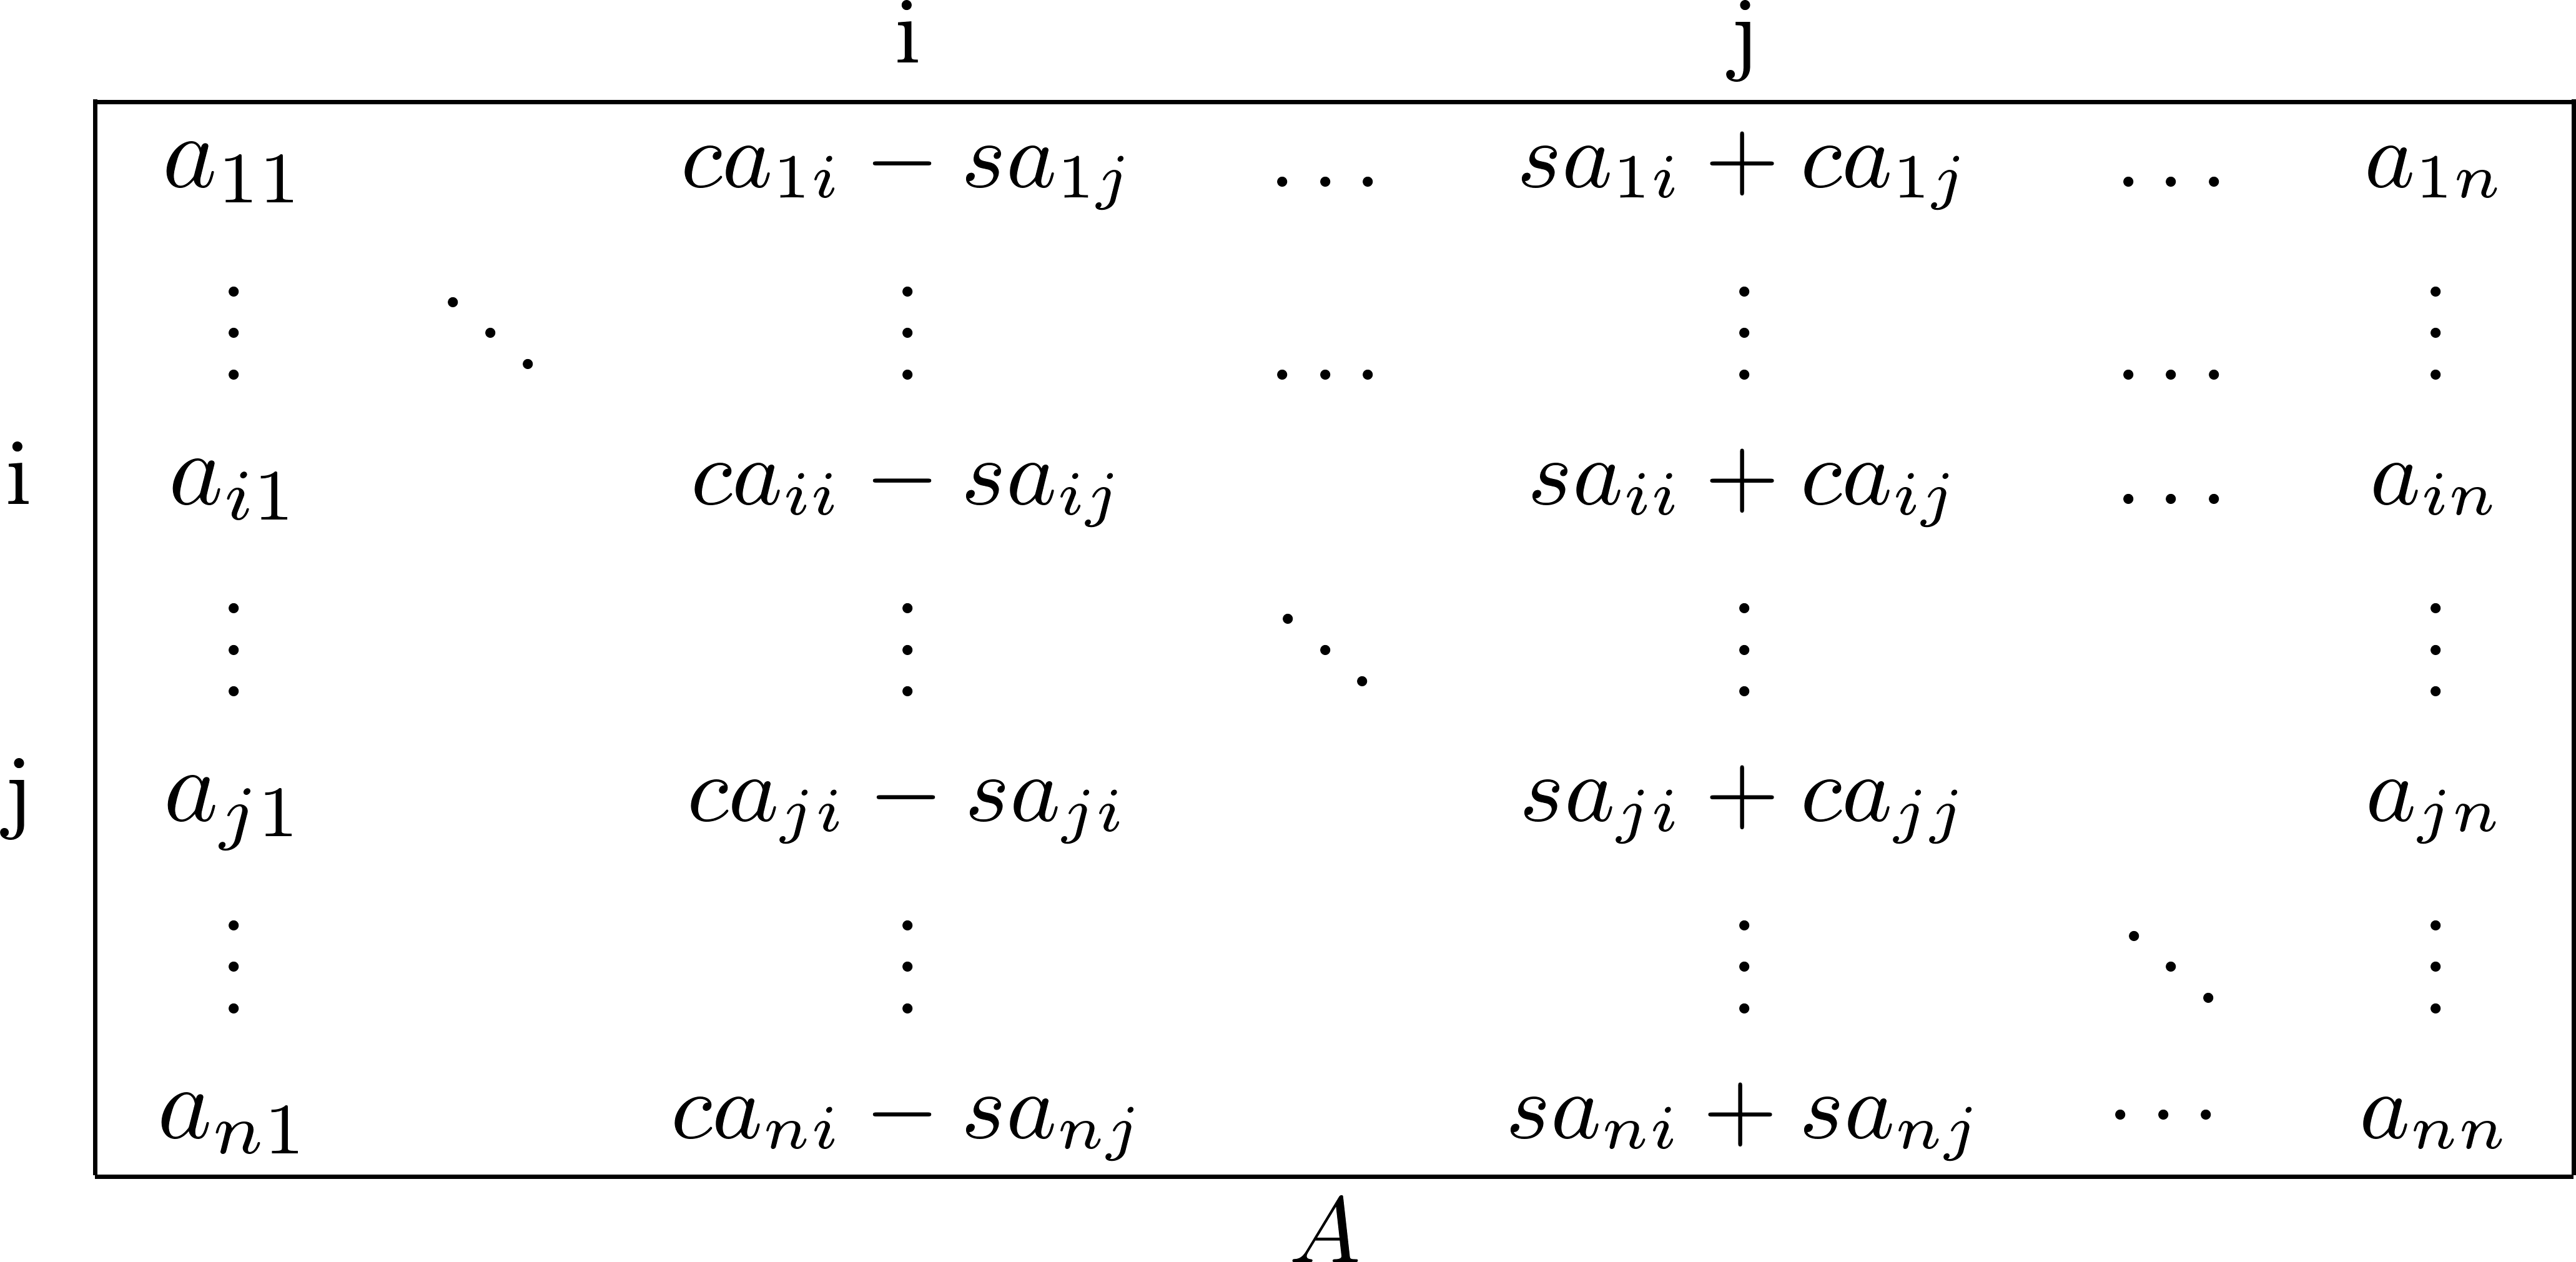 i j
a_{11} ca_{1i} − sa_{1j} ⋯ sa_{1i} + ca_{1j} ⋯ a_{1n}
⋮ ⋱ ⋮ ⋯ ⋮ ⋯ ⋮
i a_{i1} ca_{ii} − sa_{ij} sa_{ii} + ca_{ij} ⋯ a_{in}
⋮ ⋮ ⋱ ⋮ ⋮
j a_{j1} ca_{ji} − sa_{ji} sa_{ji} + ca_{jj} a_{jn}
⋮ ⋮ ⋮ ⋱ ⋮
a_{n1} ca_{ni} − sa_{nj} sa_{ni} + sa_{nj} ⋯ a_{nn}
A